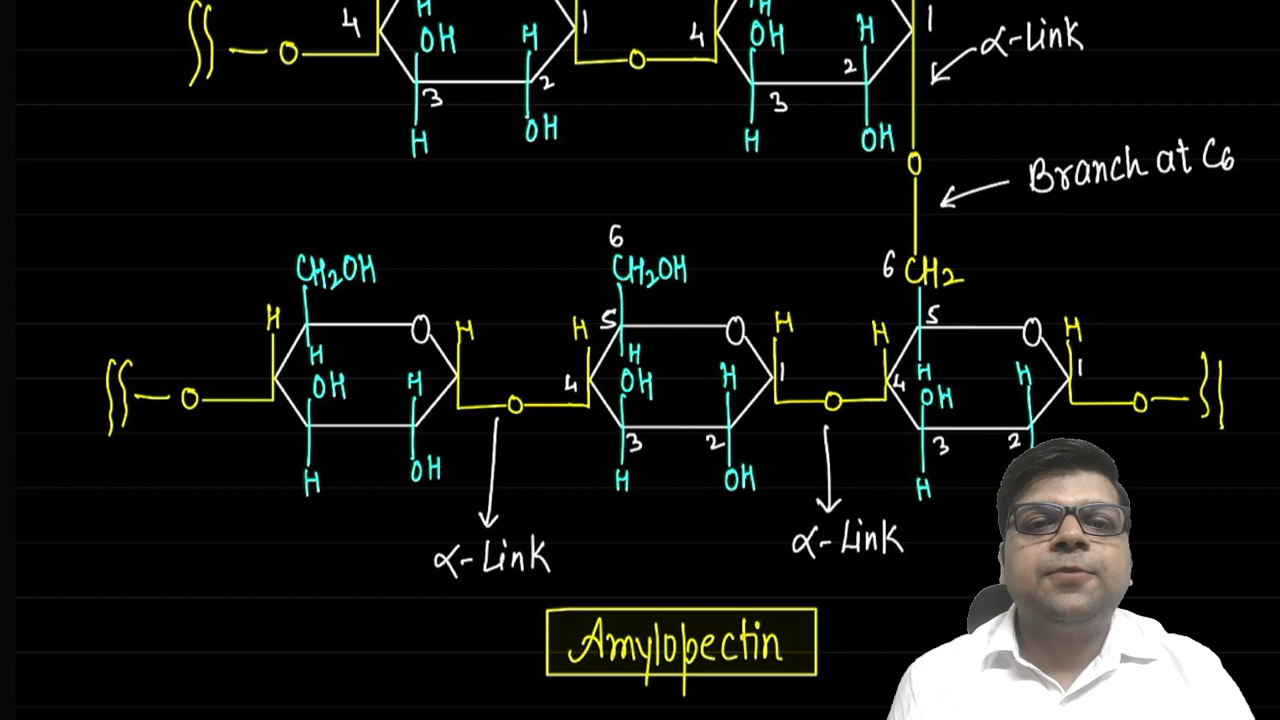 4 H OH H 1 4 H OH H 1
O 3 2 O 3 2 α-Link
H OH H OH
O Branch at C6
6 6
CH2OH CH2OH CH2
H O H H 5 O H H 5 O H
H OH H 4 H OH H 1 4 H OH H 1
O O O O
3 2 3 2
H OH H OH H
α-Link α-Link
Amylopectin